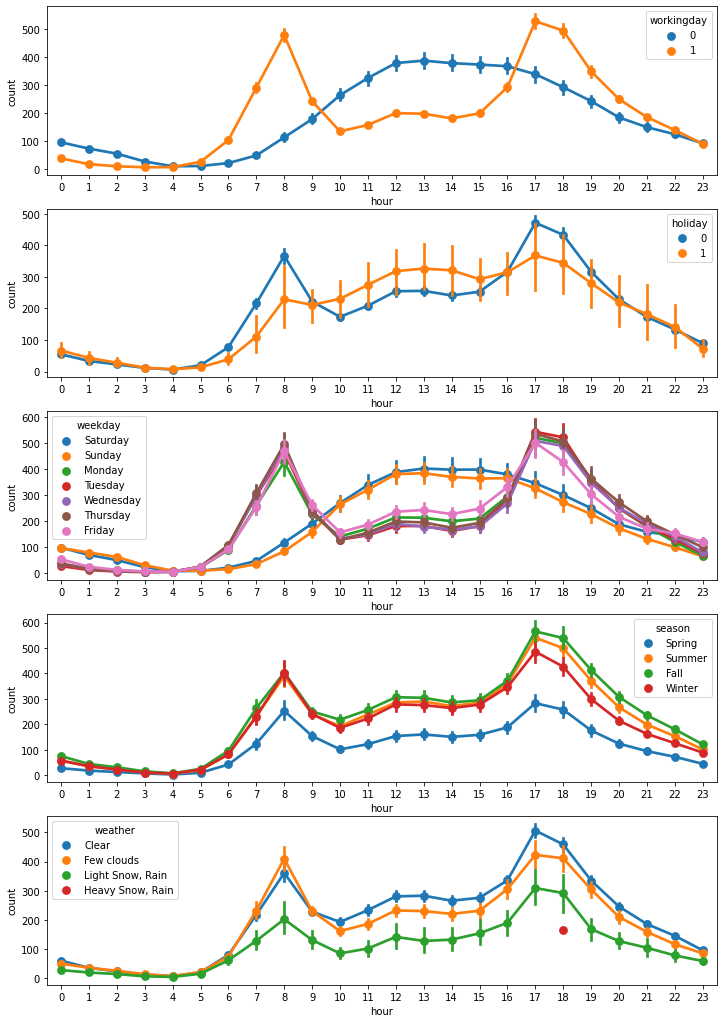 workingday
0
1
500
400
300
200
100
0
count
0 1 2 3 4 5 6 7 8 9 10 11 12 13 14 15 16 17 18 19 20 21 22 23
hour
holiday
0
1
500
400
300
200
100
0
count
0 1 2 3 4 5 6 7 8 9 10 11 12 13 14 15 16 17 18 19 20 21 22 23
hour
weekday
Saturday
Sunday
Monday
Tuesday
Wednesday
Thursday
Friday
600
500
400
300
200
100
0
count
0 1 2 3 4 5 6 7 8 9 10 11 12 13 14 15 16 17 18 19 20 21 22 23
hour
season
Spring
Summer
Fall
Winter
600
500
400
300
200
100
0
count
0 1 2 3 4 5 6 7 8 9 10 11 12 13 14 15 16 17 18 19 20 21 22 23
hour
weather
Clear
Few clouds
Light Snow, Rain
Heavy Snow, Rain
500
400
300
200
100
0
count
0 1 2 3 4 5 6 7 8 9 10 11 12 13 14 15 16 17 18 19 20 21 22 23
hour